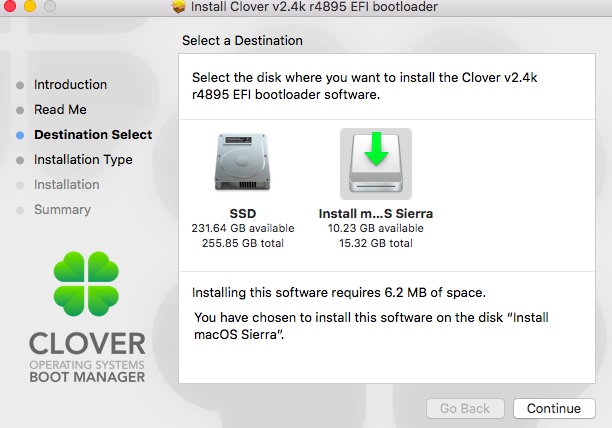 Install Clover v2.4k r4895 EFI bootloader
Select a Destination
Introduction
Read Me
Destination Select
Installation Type
Installation
Summary
Select the disk where you want to install the Clover v2.4k
r4895 EFI bootloader software.
SSD
231.64 GB available
255.85 GB total
Install m...S Sierra
10.23 GB available
15.32 GB total
Installing this software requires 6.2 MB of space.
You have chosen to install this software on the disk “Install
macOS Sierra”.
CLOVER
OPERATING SYSTEMS
BOOT MANAGER
Go Back
Continue